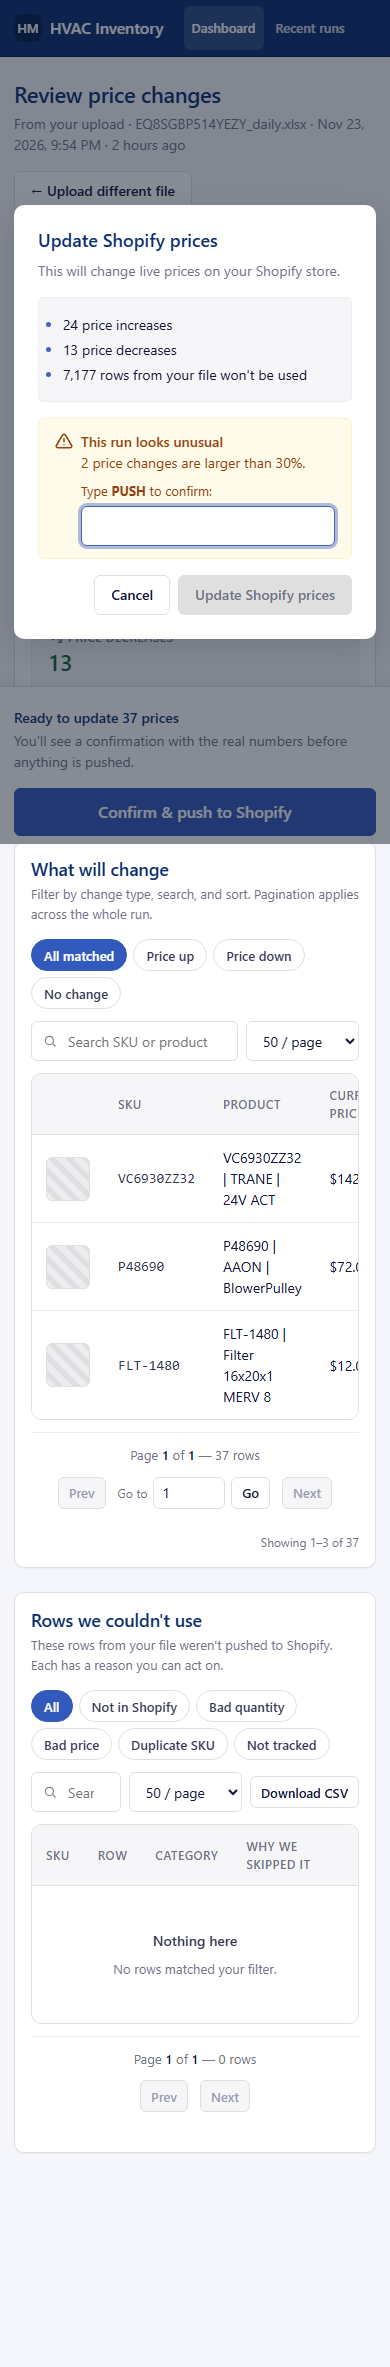 HM HVAC Inventory Dashboard Recent runs
Review price changes
From your upload · EQ8SGBP514YEZY_daily.xlsx · Nov 23,
2026, 9:54 PM · 2 hours ago
← Upload different file
Update Shopify prices
This will change live prices on your Shopify store.
24 price increases
13 price decreases
7,177 rows from your file won't be used
This run looks unusual
2 price changes are larger than 30%.
Type PUSH to confirm:
Cancel Update Shopify prices
PRICE DECREASES
13
Ready to update 37 prices
You'll see a confirmation with the real numbers before
anything is pushed.
Confirm & push to Shopify
What will change
Filter by change type, search, and sort. Pagination applies
across the whole run.
All matched Price up Price down
No change
Search SKU or product 50 / page
SKU PRODUCT
VC6930ZZ32
VC6930ZZ32
| TRANE |
24V ACT
$142
P48690
P48690 |
AAON |
BlowerPulley
$72.0
FLT-1480
FLT-1480 |
Filter
16x20x1
MERV 8
$12.0
Page 1 of 1 — 37 rows
Prev Go to 1 Go Next
Showing 1–3 of 37
Rows we couldn't use
These rows from your file weren't pushed to Shopify.
Each has a reason you can act on.
All Not in Shopify Bad quantity
Bad price Duplicate SKU Not tracked
Sear 50 / page Download CSV
SKU ROW CATEGORY WHY WE
SKIPPED IT
Nothing here
No rows matched your filter.
Page 1 of 1 — 0 rows
Prev Next